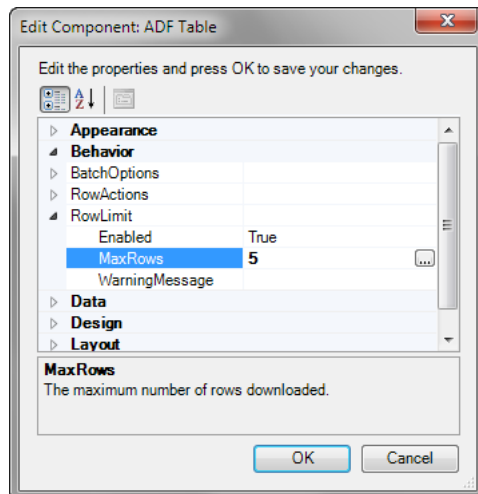 Edit Component: ADF Table
Edit the properties and press OK to save your changes.
Appearance
Behavior
BatchOptions
RowActions
RowLimit
Enabled True
MaxRows 5 ...
WarningMessage
Data
Design
Layout
MaxRows
The maximum number of rows downloaded.
OK Cancel